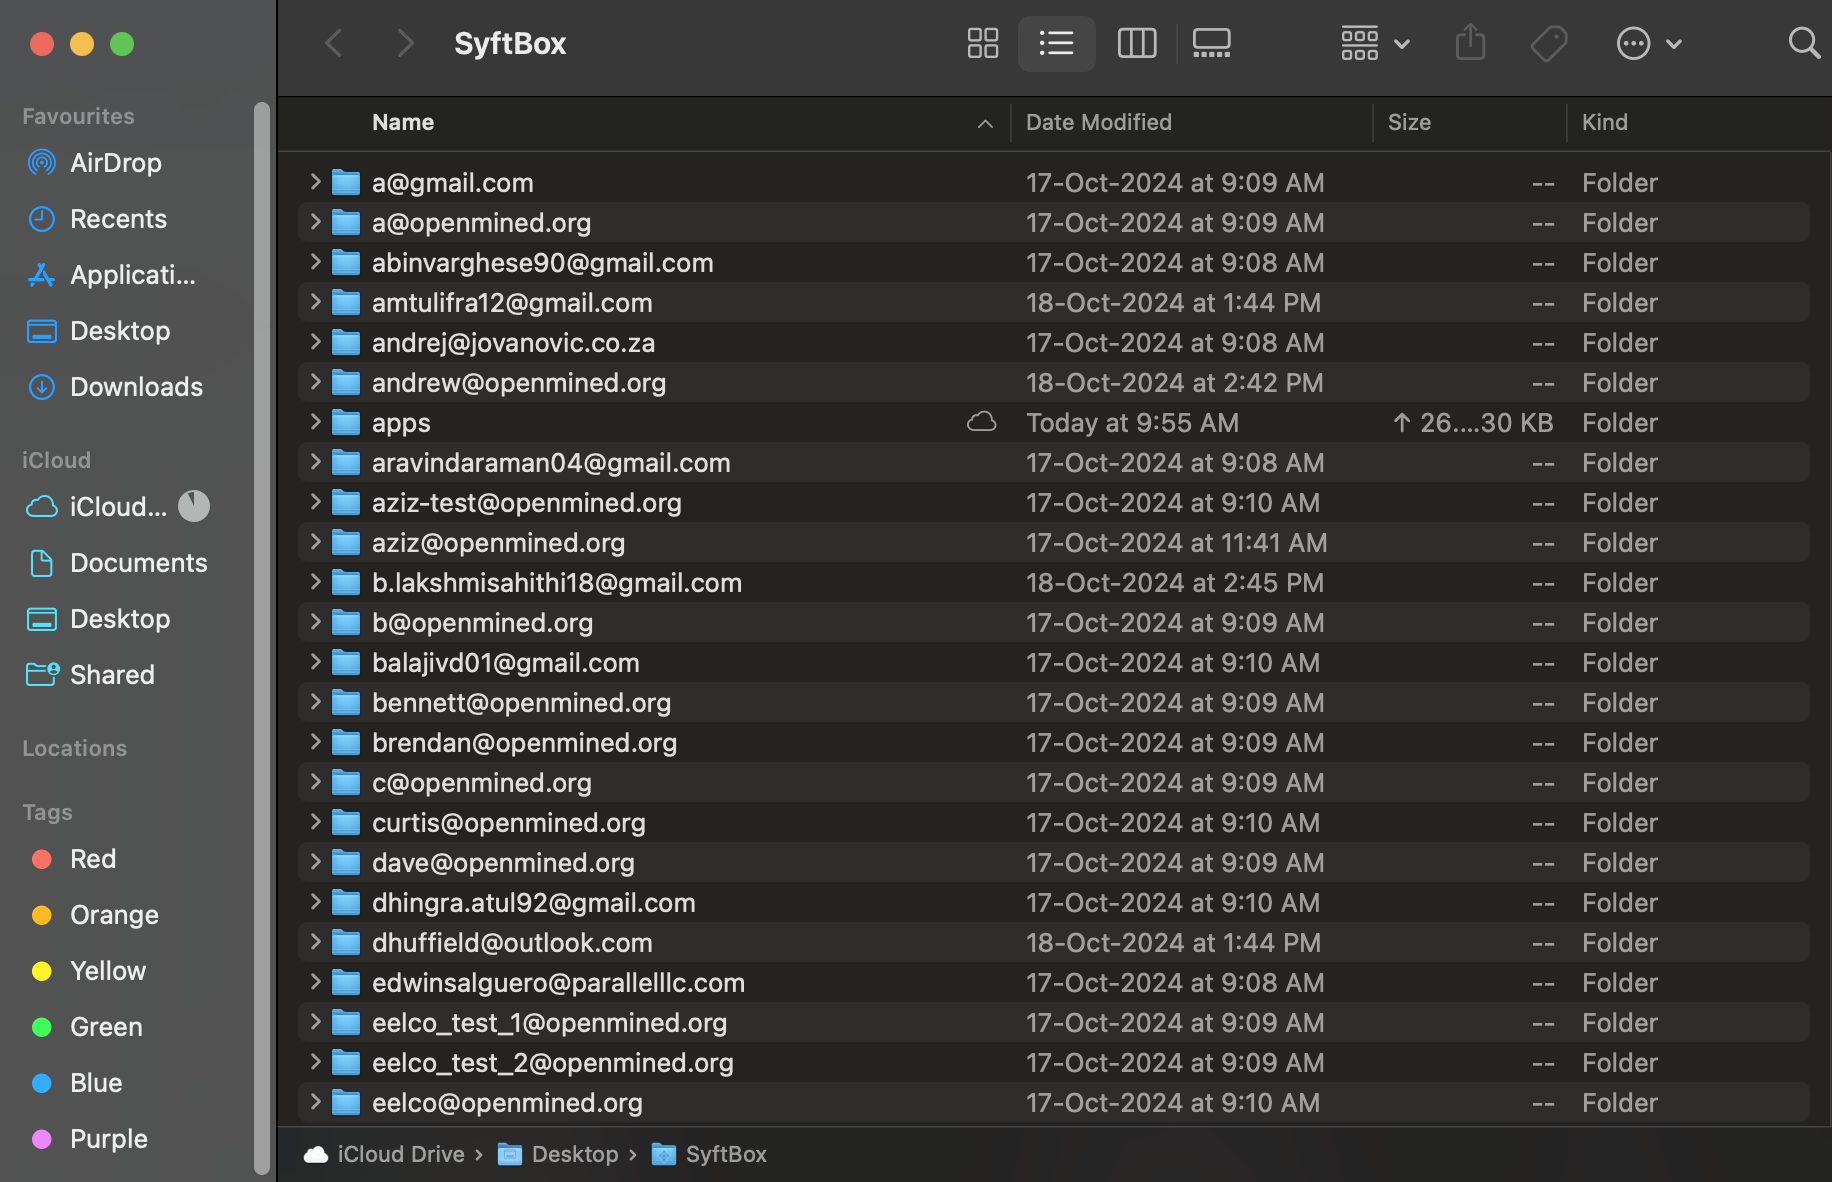 SyftBox
Favourites
AirDrop
Recents
Applicati...
Desktop
Downloads
iCloud
iCloud...
Documents
Desktop
Shared
Locations
Tags
Red
Orange
Yellow
Green
Blue
Purple
Name Date Modified Size Kind
a@gmail.com 17-Oct-2024 at 9:09 AM -- Folder
a@openmined.org 17-Oct-2024 at 9:09 AM -- Folder
abinvarghese90@gmail.com 17-Oct-2024 at 9:08 AM -- Folder
amtulifra12@gmail.com 18-Oct-2024 at 1:44 PM -- Folder
andrej@jovanovic.co.za 17-Oct-2024 at 9:08 AM -- Folder
andrew@openmined.org 18-Oct-2024 at 2:42 PM -- Folder
apps Today at 9:55 AM ↑ 26....30 KB Folder
aravindaraman04@gmail.com 17-Oct-2024 at 9:08 AM -- Folder
aziz-test@openmined.org 17-Oct-2024 at 9:10 AM -- Folder
aziz@openmined.org 17-Oct-2024 at 11:41 AM -- Folder
b.lakshmisahithi18@gmail.com 18-Oct-2024 at 2:45 PM -- Folder
b@openmined.org 17-Oct-2024 at 9:09 AM -- Folder
balajivd01@gmail.com 17-Oct-2024 at 9:10 AM -- Folder
bennett@openmined.org 17-Oct-2024 at 9:09 AM -- Folder
brendan@openmined.org 17-Oct-2024 at 9:09 AM -- Folder
c@openmined.org 17-Oct-2024 at 9:09 AM -- Folder
curtis@openmined.org 17-Oct-2024 at 9:10 AM -- Folder
dave@openmined.org 17-Oct-2024 at 9:09 AM -- Folder
dhingra.atul92@gmail.com 17-Oct-2024 at 9:10 AM -- Folder
dhuffield@outlook.com 18-Oct-2024 at 1:44 PM -- Folder
edwinsalguero@parallelllc.com 17-Oct-2024 at 9:08 AM -- Folder
eelco_test_1@openmined.org 17-Oct-2024 at 9:09 AM -- Folder
eelco_test_2@openmined.org 17-Oct-2024 at 9:09 AM -- Folder
eelco@openmined.org 17-Oct-2024 at 9:10 AM -- Folder
iCloud Drive › Desktop › SyftBox